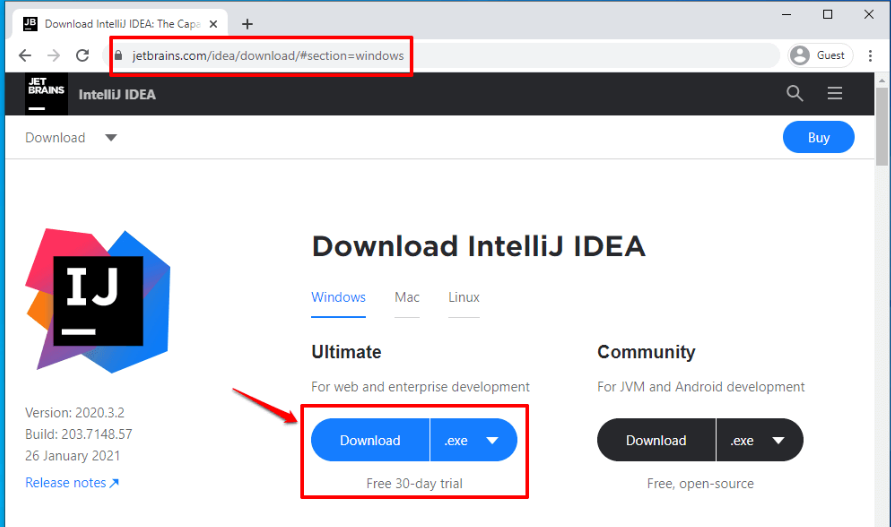 JB
Download IntelliJ IDEA: The Capa
jetbrains.com/idea/download/#section=windows
Guest
JET
BRAINS
IntelliJ IDEA
Download
Buy
IJ
Download IntelliJ IDEA
Windows Mac Linux
Ultimate
For web and enterprise development
Download .exe
Free 30-day trial
Community
For JVM and Android development
Download .exe
Free, open-source
Version: 2020.3.2
Build: 203.7148.57
26 January 2021
Release notes